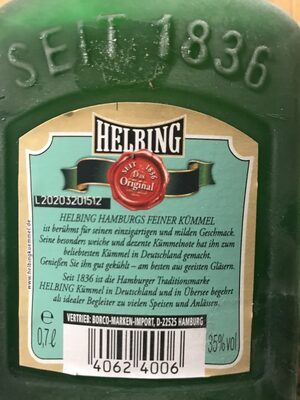 SEIT 1836
HELBING
SEIT 1836
Das
Original
L20203201512
HELBING HAMBURGS FEINER KÜMMEL
ist berühmt für seinen einzigartigen und milden Geschmack.
Seine besonders weiche und dezente Kümmelnote hat ihn zum
beliebtesten Kümmel in Deutschland gemacht.
Genießen Sie ihn gut gekühlt – am besten aus geeisten Gläsern.
Seit 1836 ist die Hamburger Traditionsmarke
HELBING Kümmel in Deutschland und in Übersee begehrt
als idealer Begleiter zu vielen Speisen und Anlässen.
www.helbingkuemmel.de
VERTRIEB: BORCO-MARKEN-IMPORT, D-22525 HAMBURG
℮
0,7ℓ
35% vol
4062 4006